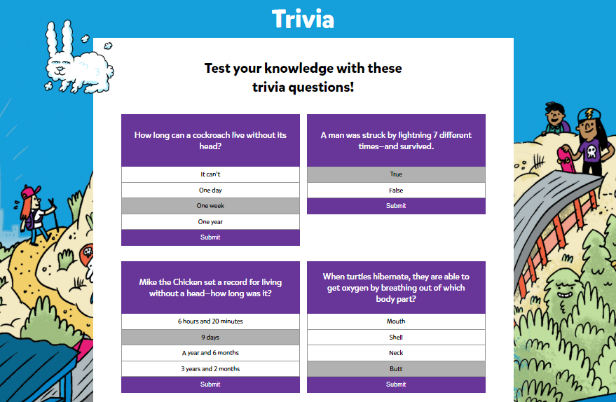 Trivia
Test your knowledge with these
trivia questions!
How long can a cockroach live without its
head?
It can't
One day
One week
One year
Submit
A man was struck by lightning 7 different
times—and survived.
True
False
Submit
Mike the Chicken set a record for living
without a head—how long was it?
6 hours and 20 minutes
9 days
A year and 6 months
3 years and 2 months
Submit
When turtles hibernate, they are able to
get oxygen by breathing out of which
body part?
Mouth
Shell
Neck
Butt
Submit